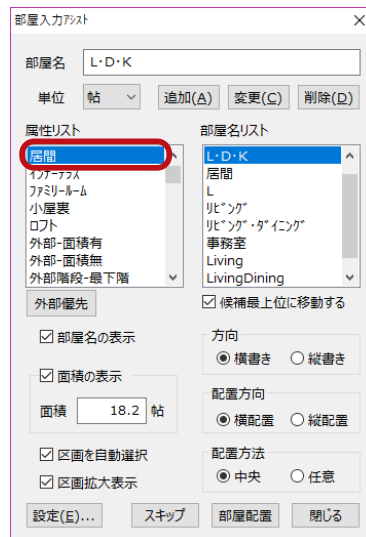 部屋入力ｱｼｽﾄ
部屋名 L・D・K
単位 帖 追加(A) 変更(C) 削除(D)
属性リスト 部屋名リスト
居間
ｲﾝﾅｰﾃﾗｽ
ﾌｧﾐﾘｰﾙｰﾑ
小屋裏
ロフト
外部-面積有
外部-面積無
外部階段-最下階
L・D・K
居間
L
ﾘﾋﾞﾝｸﾞ
ﾘﾋﾞﾝｸﾞ・ﾀﾞｲﾆﾝｸﾞ
事務室
Living
LivingDining
外部優先
候補最上位に移動する
部屋名の表示
面積の表示
面積 18.2 帖
区画を自動選択
区画拡大表示
方向
横書き 縦書き
配置方向
横配置 縦配置
配置方法
中央 任意
設定(E)... スキップ 部屋配置 閉じる